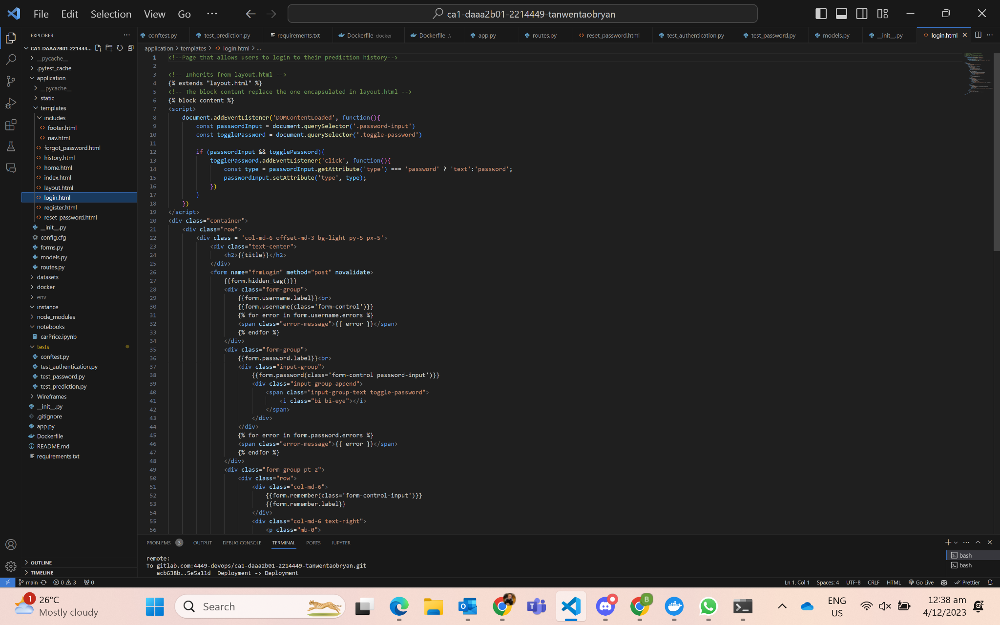 File Edit Selection View Go ···
ca1-daaa2b01-2214449-tanwentaobryan
EXPLORER ···
conftest.py test_prediction.py requirements.txt Dockerfile docker Dockerfile .\ app.py routes.py reset_password.html test_authentication.py test_password.py models.py __init__.py login.html
CA1-DAAA2B01-221444...
application > templates > login.html > ...
__pycache__
.pytest_cache
application
__pycache__
static
templates
includes
footer.html
nav.html
forgot_password.html
history.html
home.html
index.html
layout.html
login.html
register.html
reset_password.html
__init__.py
config.cfg
forms.py
models.py
routes.py
datasets
docker
env
instance
node_modules
notebooks
carPrice.ipynb
tests
conftest.py
test_authentication.py
test_password.py
test_prediction.py
Wireframes
__init__.py
.gitignore
app.py
Dockerfile
README.md
requirements.txt
OUTLINE
TIMELINE
1 <!--Page that allows users to login to their prediction history-->
2
3 <!-- Inherits from layout.html -->
4 {% extends "layout.html" %}
5 <!-- The block content replace the one encapsulated in layout.html -->
6 {% block content %}
7 <script>
8 document.addEventListener('DOMContentLoaded', function(){
9 const passwordInput = document.querySelector('.password-input')
10 const togglePassword = document.querySelector('.toggle-password')
11
12 if (passwordInput && togglePassword){
13 togglePassword.addEventListener('click', function(){
14 const type = passwordInput.getAttribute('type') === 'password' ? 'text':'password';
15 passwordInput.setAttribute('type', type);
16 })
17 }
18 })
19 </script>
20 <div class="container">
21 <div class="row">
22 <div class = 'col-md-6 offset-md-3 bg-light py-5 px-5'>
23 <div class="text-center">
24 <h2>{{title}}</h2>
25 </div>
26 <form name="frmLogin" method="post" novalidate>
27 {{form.hidden_tag()}}
28 <div class="form-group">
29 {{form.username.label}}<br>
30 {{form.username(class='form-control')}}
31 {% for error in form.username.errors %}
32 <span class="error-message">{{ error }}</span>
33 {% endfor %}
34 </div>
35 <div class="form-group">
36 {{form.password.label}}<br>
37 <div class="input-group">
38 {{form.password(class='form-control password-input')}}
39 <div class="input-group-append">
40 <span class="input-group-text toggle-password">
41 <i class="bi bi-eye"></i>
42 </span>
43 </div>
44 </div>
45 {% for error in form.password.errors %}
46 <span class="error-message">{{ error }}</span>
47 {% endfor %}
48 </div>
49 <div class="form-group pt-2">
50 <div class="row">
51 <div class="col-md-6">
52 {{form.remember(class='form-control-input')}}
53 {{form.remember.label}}
54 </div>
55 <div class="col-md-6 text-right">
56 <p class="mb-0">
PROBLEMS 3 OUTPUT DEBUG CONSOLE TERMINAL PORTS JUPYTER
remote:
To gitlab.com:4449-devops/ca1-daaa2b01-2214449-tanwentaobryan.git
acb638b..5e5a11d Deployment -> Deployment
bash
bash
main 0 3 0 Ln 1, Col 1 Spaces: 4 UTF-8 CRLF HTML Go Live Prettier
1 26°C
Mostly cloudy
Search
B
ENG
US
12:38 am
4/12/2023